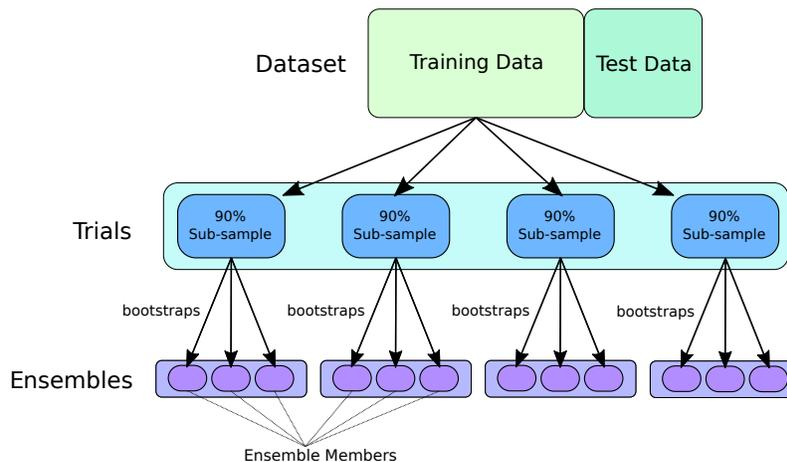 Dataset
Training Data
Test Data
Trials
90%
Sub-sample
90%
Sub-sample
90%
Sub-sample
90%
Sub-sample
bootstraps
bootstraps
bootstraps
bootstraps
Ensembles
Ensemble Members